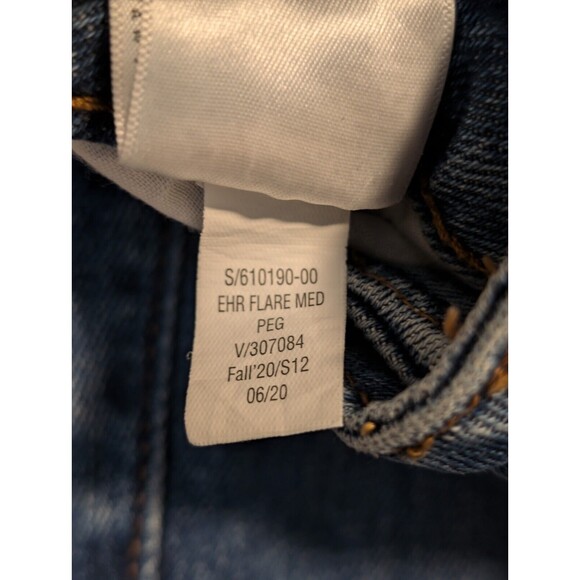 S/610190-00
EHR FLARE MED
PEG
V/307084
Fall'20/S12
06/20